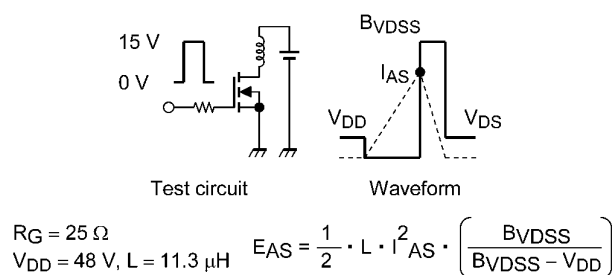 15 V
0 V
BVDSS
IAS
VDD
VDS
Test circuit
Waveform
RG = 25 Ω
VDD = 48 V, L = 11.3 μH
EAS = 1/2 · L · I²AS · (BVDSS / (BVDSS − VDD))